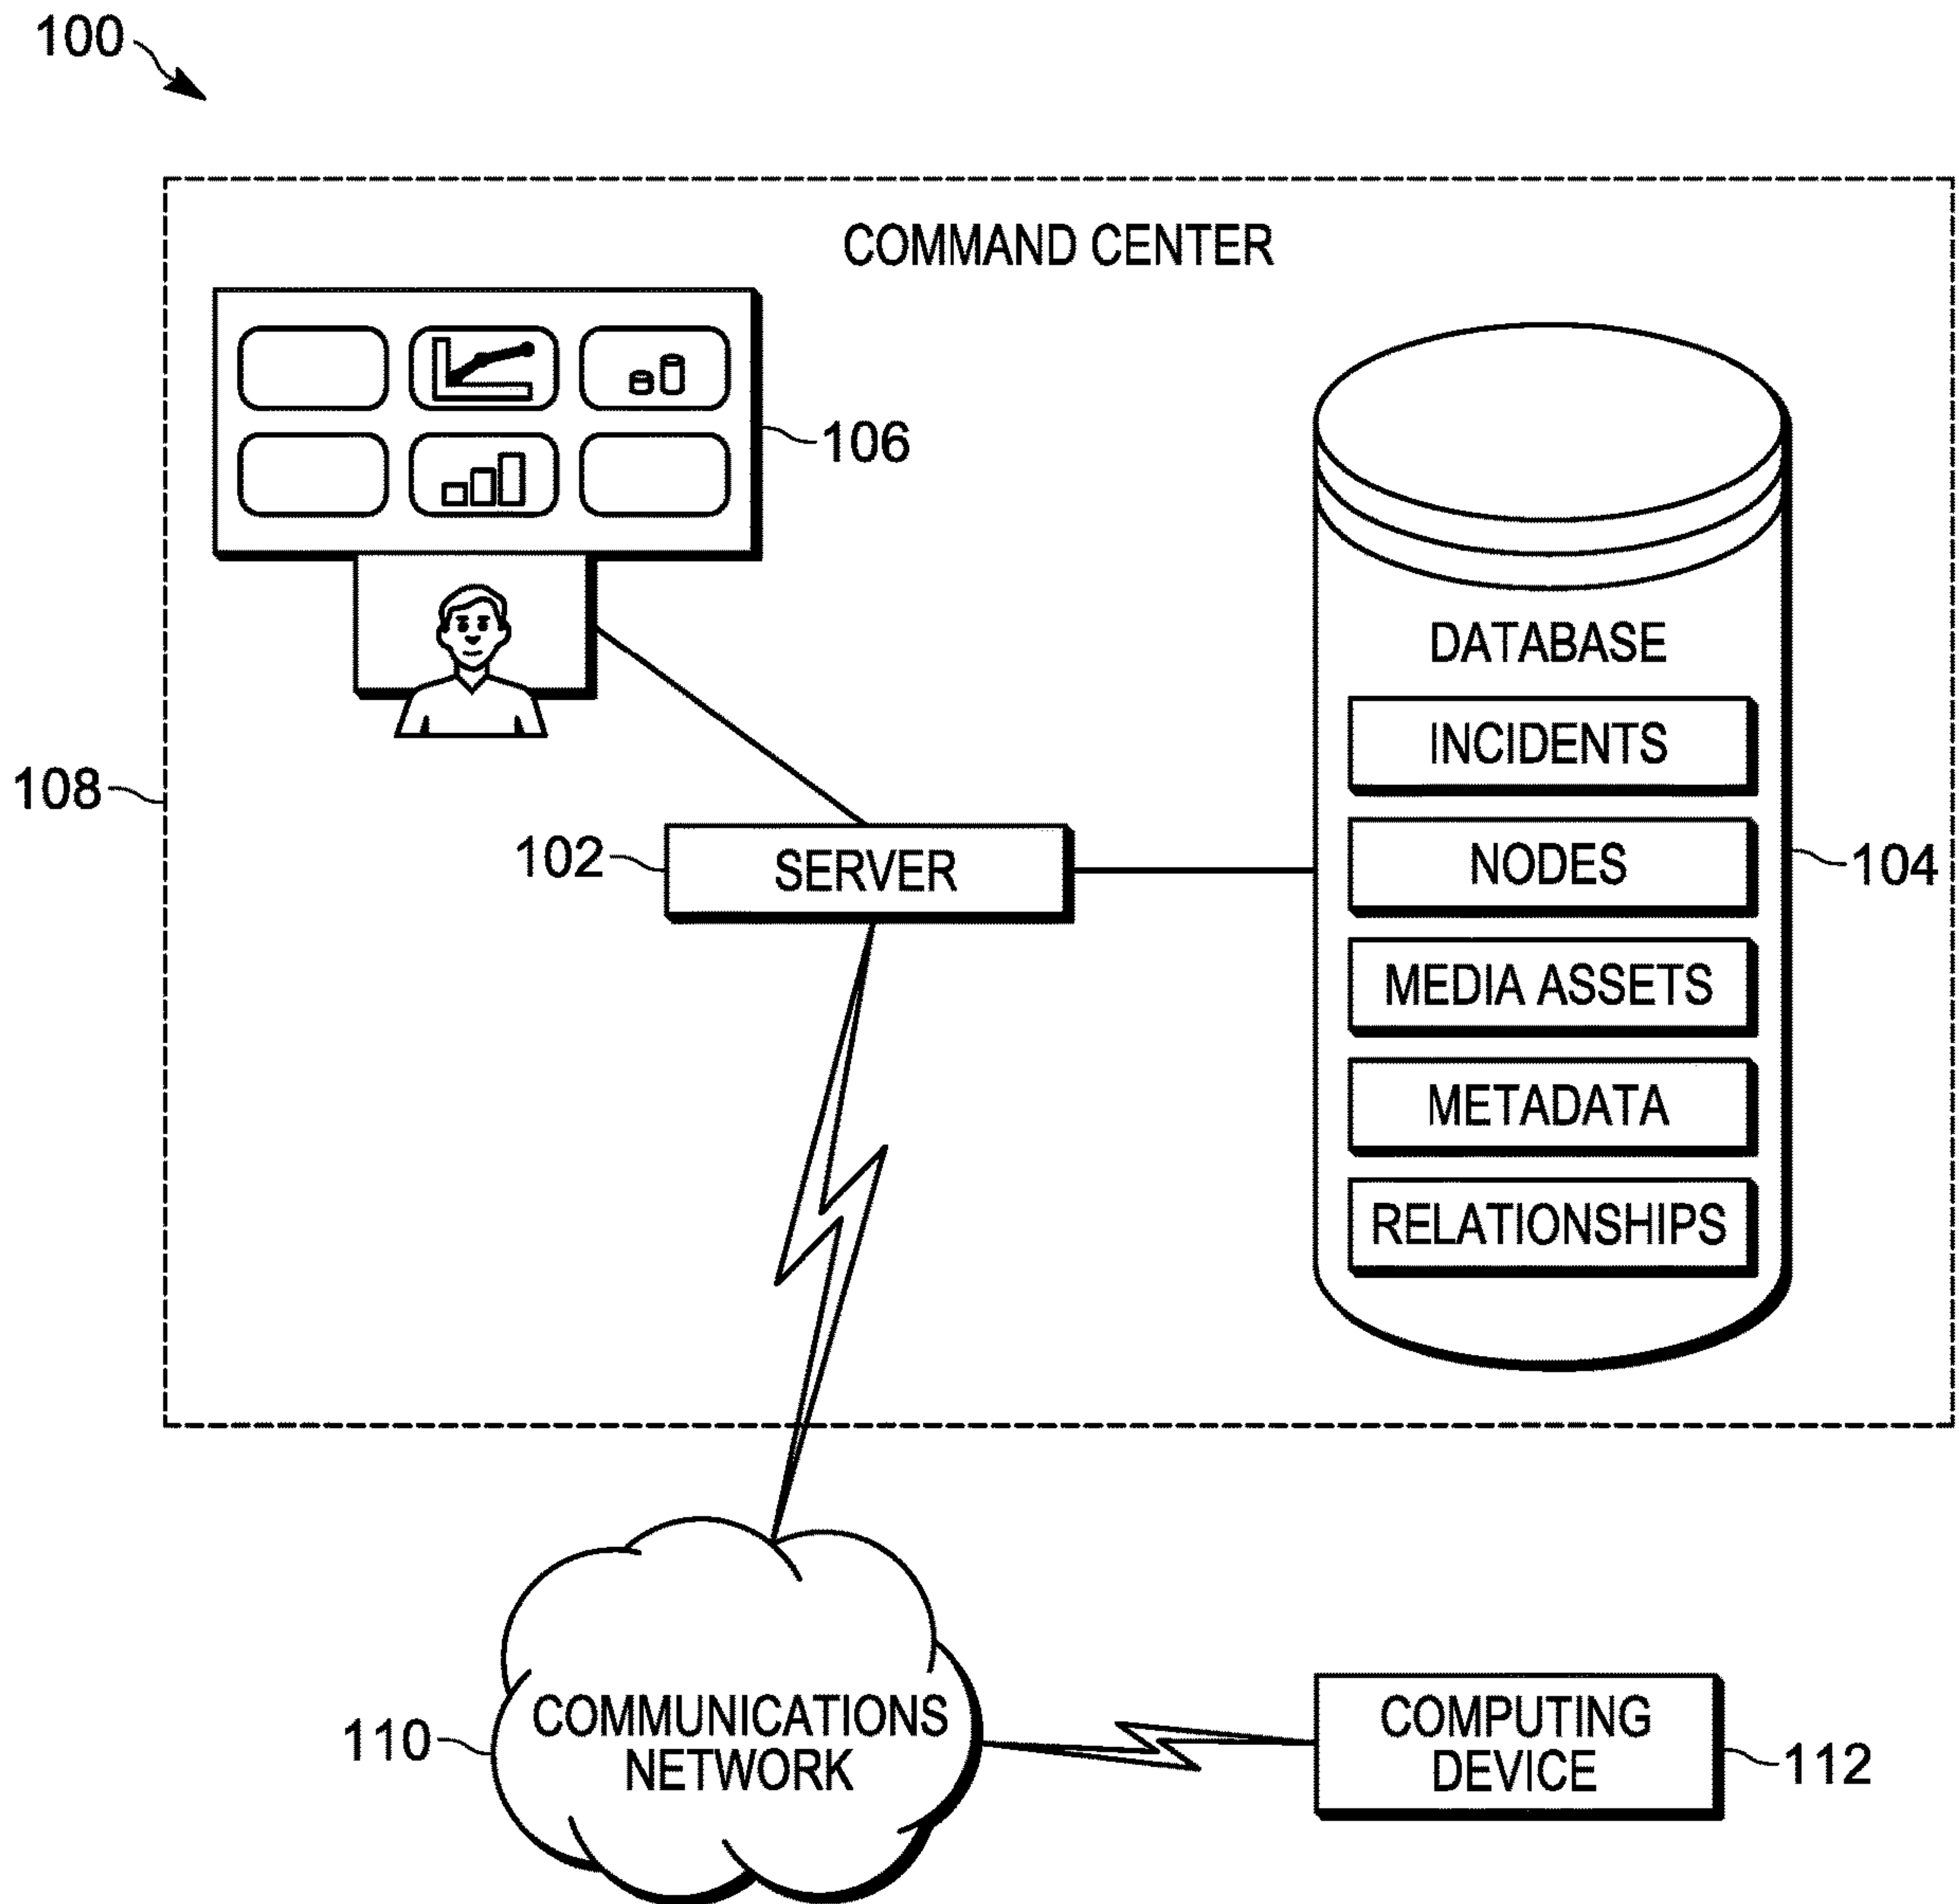 100
COMMAND CENTER
106
DATABASE
INCIDENTS
108
102
SERVER
NODES
104
MEDIA ASSETS
METADATA
RELATIONSHIPS
110
COMMUNICATIONS
NETWORK
COMPUTING
DEVICE
112